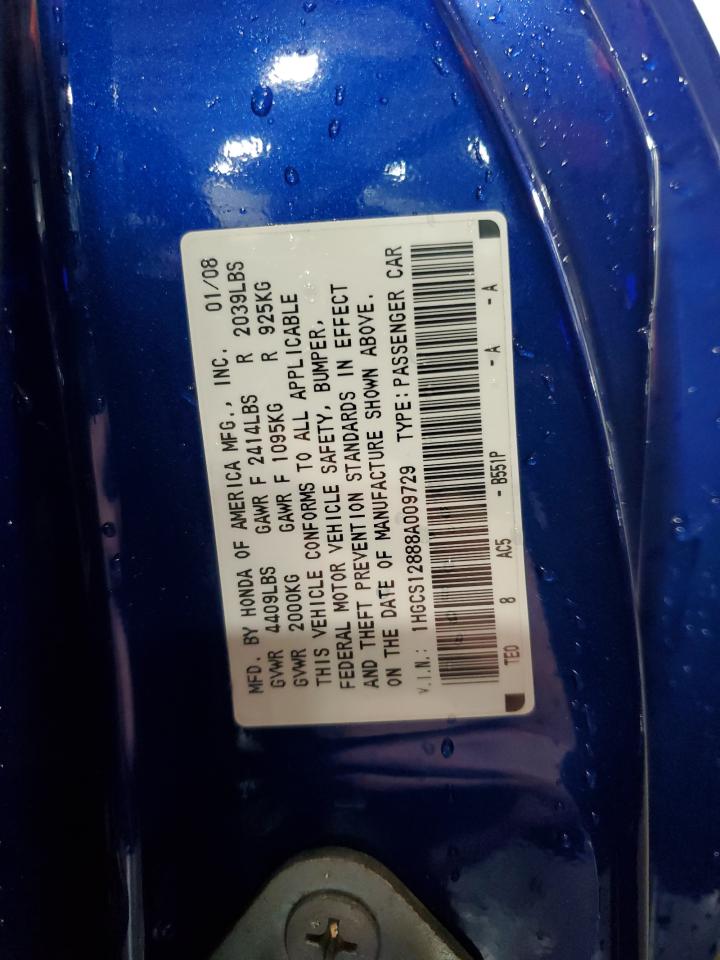 MFD. BY HONDA OF AMERICA MFG., INC. 01/08
GVWR 4409LBS GAWR F 2414LBS R 2039LBS
GVWR 2000KG GAWR F 1095KG R 925KG
THIS VEHICLE CONFORMS TO ALL APPLICABLE
FEDERAL MOTOR VEHICLE SAFETY, BUMPER,
AND THEFT PREVENTION STANDARDS IN EFFECT
ON THE DATE OF MANUFACTURE SHOWN ABOVE.
V.I.N.: 1HGCS12888A009729 TYPE:PASSENGER CAR
TE0 8 AC5 - B551P - A - A